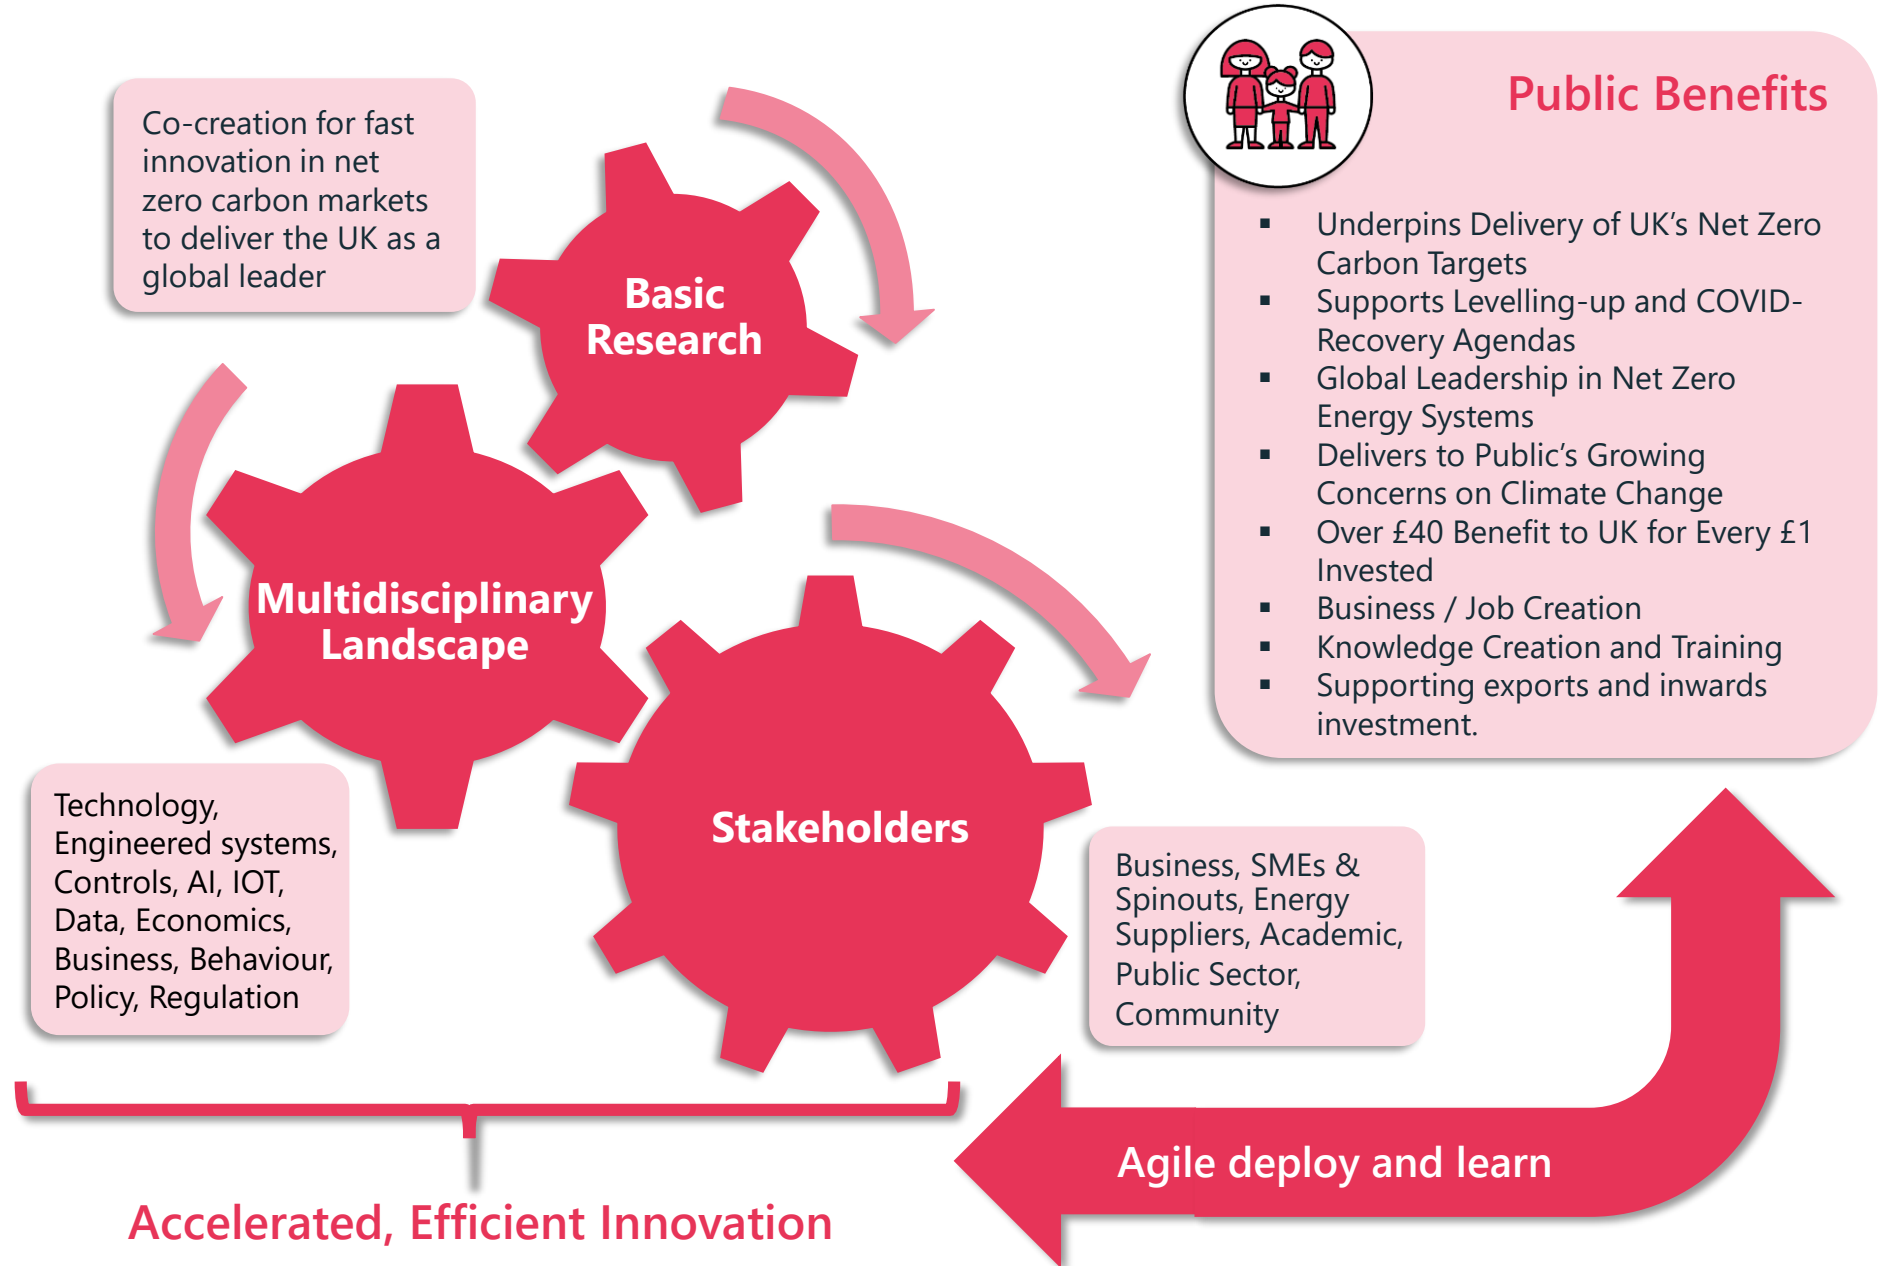 Co-creation for fast
innovation in net
zero carbon markets
to deliver the UK as a
global leader
Basic
Research
Multidisciplinary
Landscape
Technology,
Engineered systems,
Controls, AI, IOT,
Data, Economics,
Business, Behaviour,
Policy, Regulation
Stakeholders
Business, SMEs &
Spinouts, Energy
Suppliers, Academic,
Public Sector,
Community
Accelerated, Efficient Innovation
Agile deploy and learn
Public Benefits
▪ Underpins Delivery of UK’s Net Zero
Carbon Targets
▪ Supports Levelling-up and COVID-
Recovery Agendas
▪ Global Leadership in Net Zero
Energy Systems
▪ Delivers to Public’s Growing
Concerns on Climate Change
▪ Over £40 Benefit to UK for Every £1
Invested
▪ Business / Job Creation
▪ Knowledge Creation and Training
▪ Supporting exports and inwards
investment.